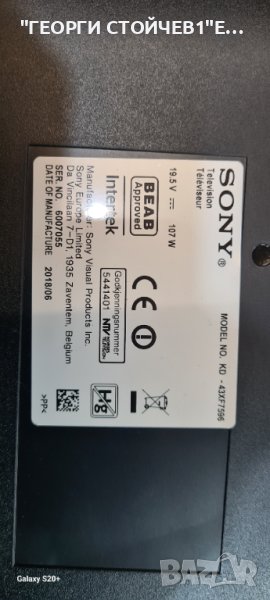 "ГЕОРГИ СТОЙЧЕВ1"Е...
SONY®
MODEL NO. KD - 43XF7596
Television
Téléviseur
19.5 V ⎓ 107 W
BEAB
Approved
Intertek
CE
Godkjenningsnummer
5441401
Hg
Manufacturer: Sony Visual Products Inc.
Sony Europe Limited
Da Vincilaan 7-D1, 1935 Zaventem, Belgium
SER. NO. 6007055
DATE OF MANUFACTURE 2018/06
>PP<
Galaxy S20+
bazar